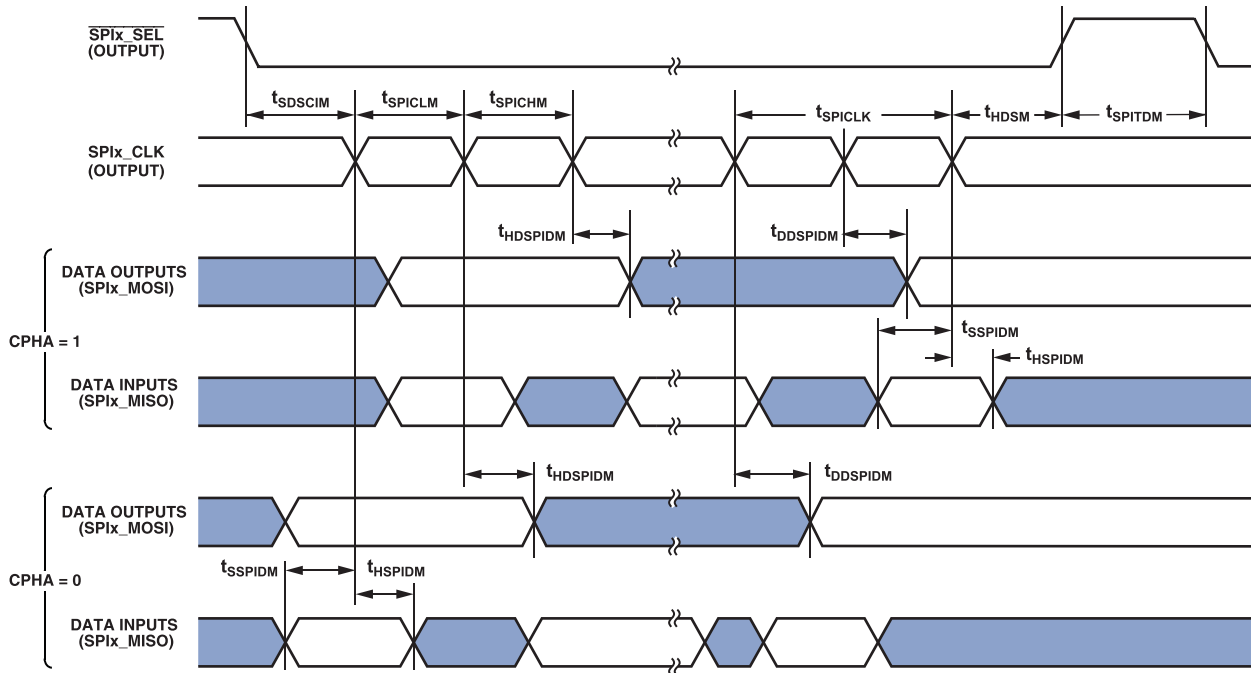 SPIx_SEL
(OUTPUT)
tSDSCIM
tSPICLM
tSPICHM
tSPICLK
tHDSM
tSPITDM
SPIx_CLK
(OUTPUT)
tHDSPIDM
tDDSPIDM
CPHA = 1
DATA OUTPUTS
(SPIx_MOSI)
tSSPIDM
tHSPIDM
DATA INPUTS
(SPIx_MISO)
tHDSPIDM
tDDSPIDM
CPHA = 0
DATA OUTPUTS
(SPIx_MOSI)
tSSPIDM
tHSPIDM
DATA INPUTS
(SPIx_MISO)